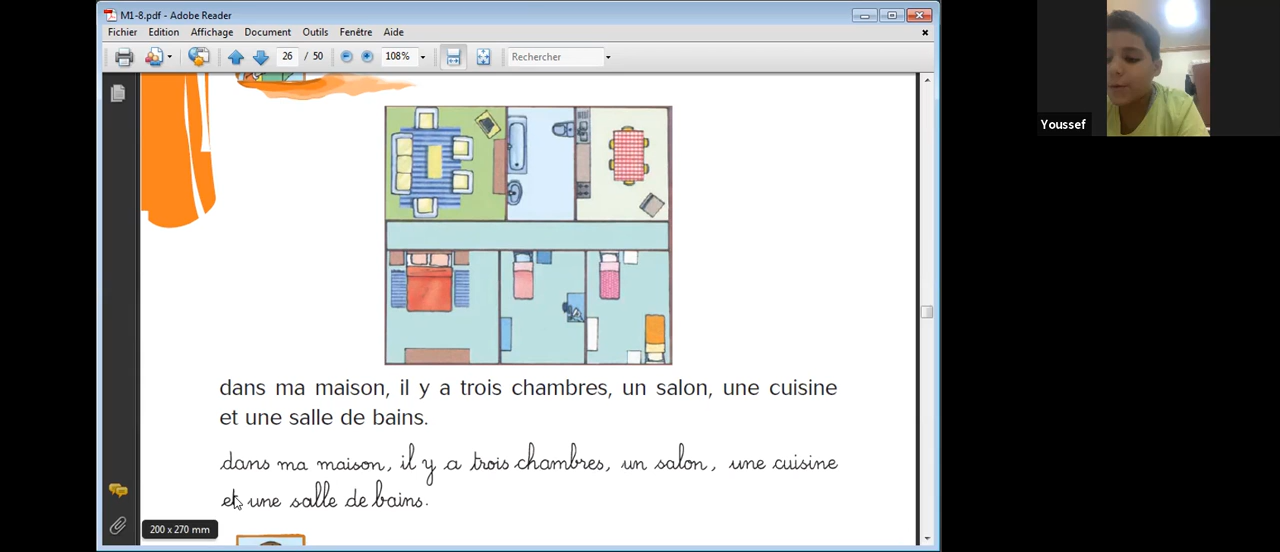 M1-8.pdf - Adobe Reader
Fichier Edition Affichage Document Outils Fenêtre Aide
26 / 50 108% Rechercher
Youssef
dans ma maison, il y a trois chambres, un salon, une cuisine
et une salle de bains.
dans ma maison, il y a trois chambres, un salon, une cuisine
et une salle de bains.
200 x 270 mm